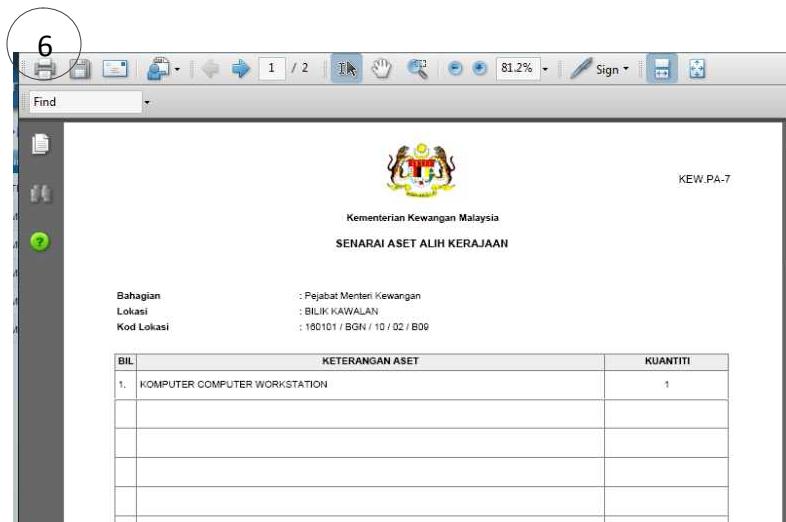 6
1 / 2 81.2% Sign
Find
KEW.PA-7
Kementerian Kewangan Malaysia
SENARAI ASET ALIH KERAJAAN
Bahagian : Pejabat Menteri Kewangan
Lokasi : BILIK KAWALAN
Kod Lokasi : 160101 / BGN / 10 / 02 / B09
BIL KETERANGAN ASET KUANTITI
1. KOMPUTER COMPUTER WORKSTATION 1